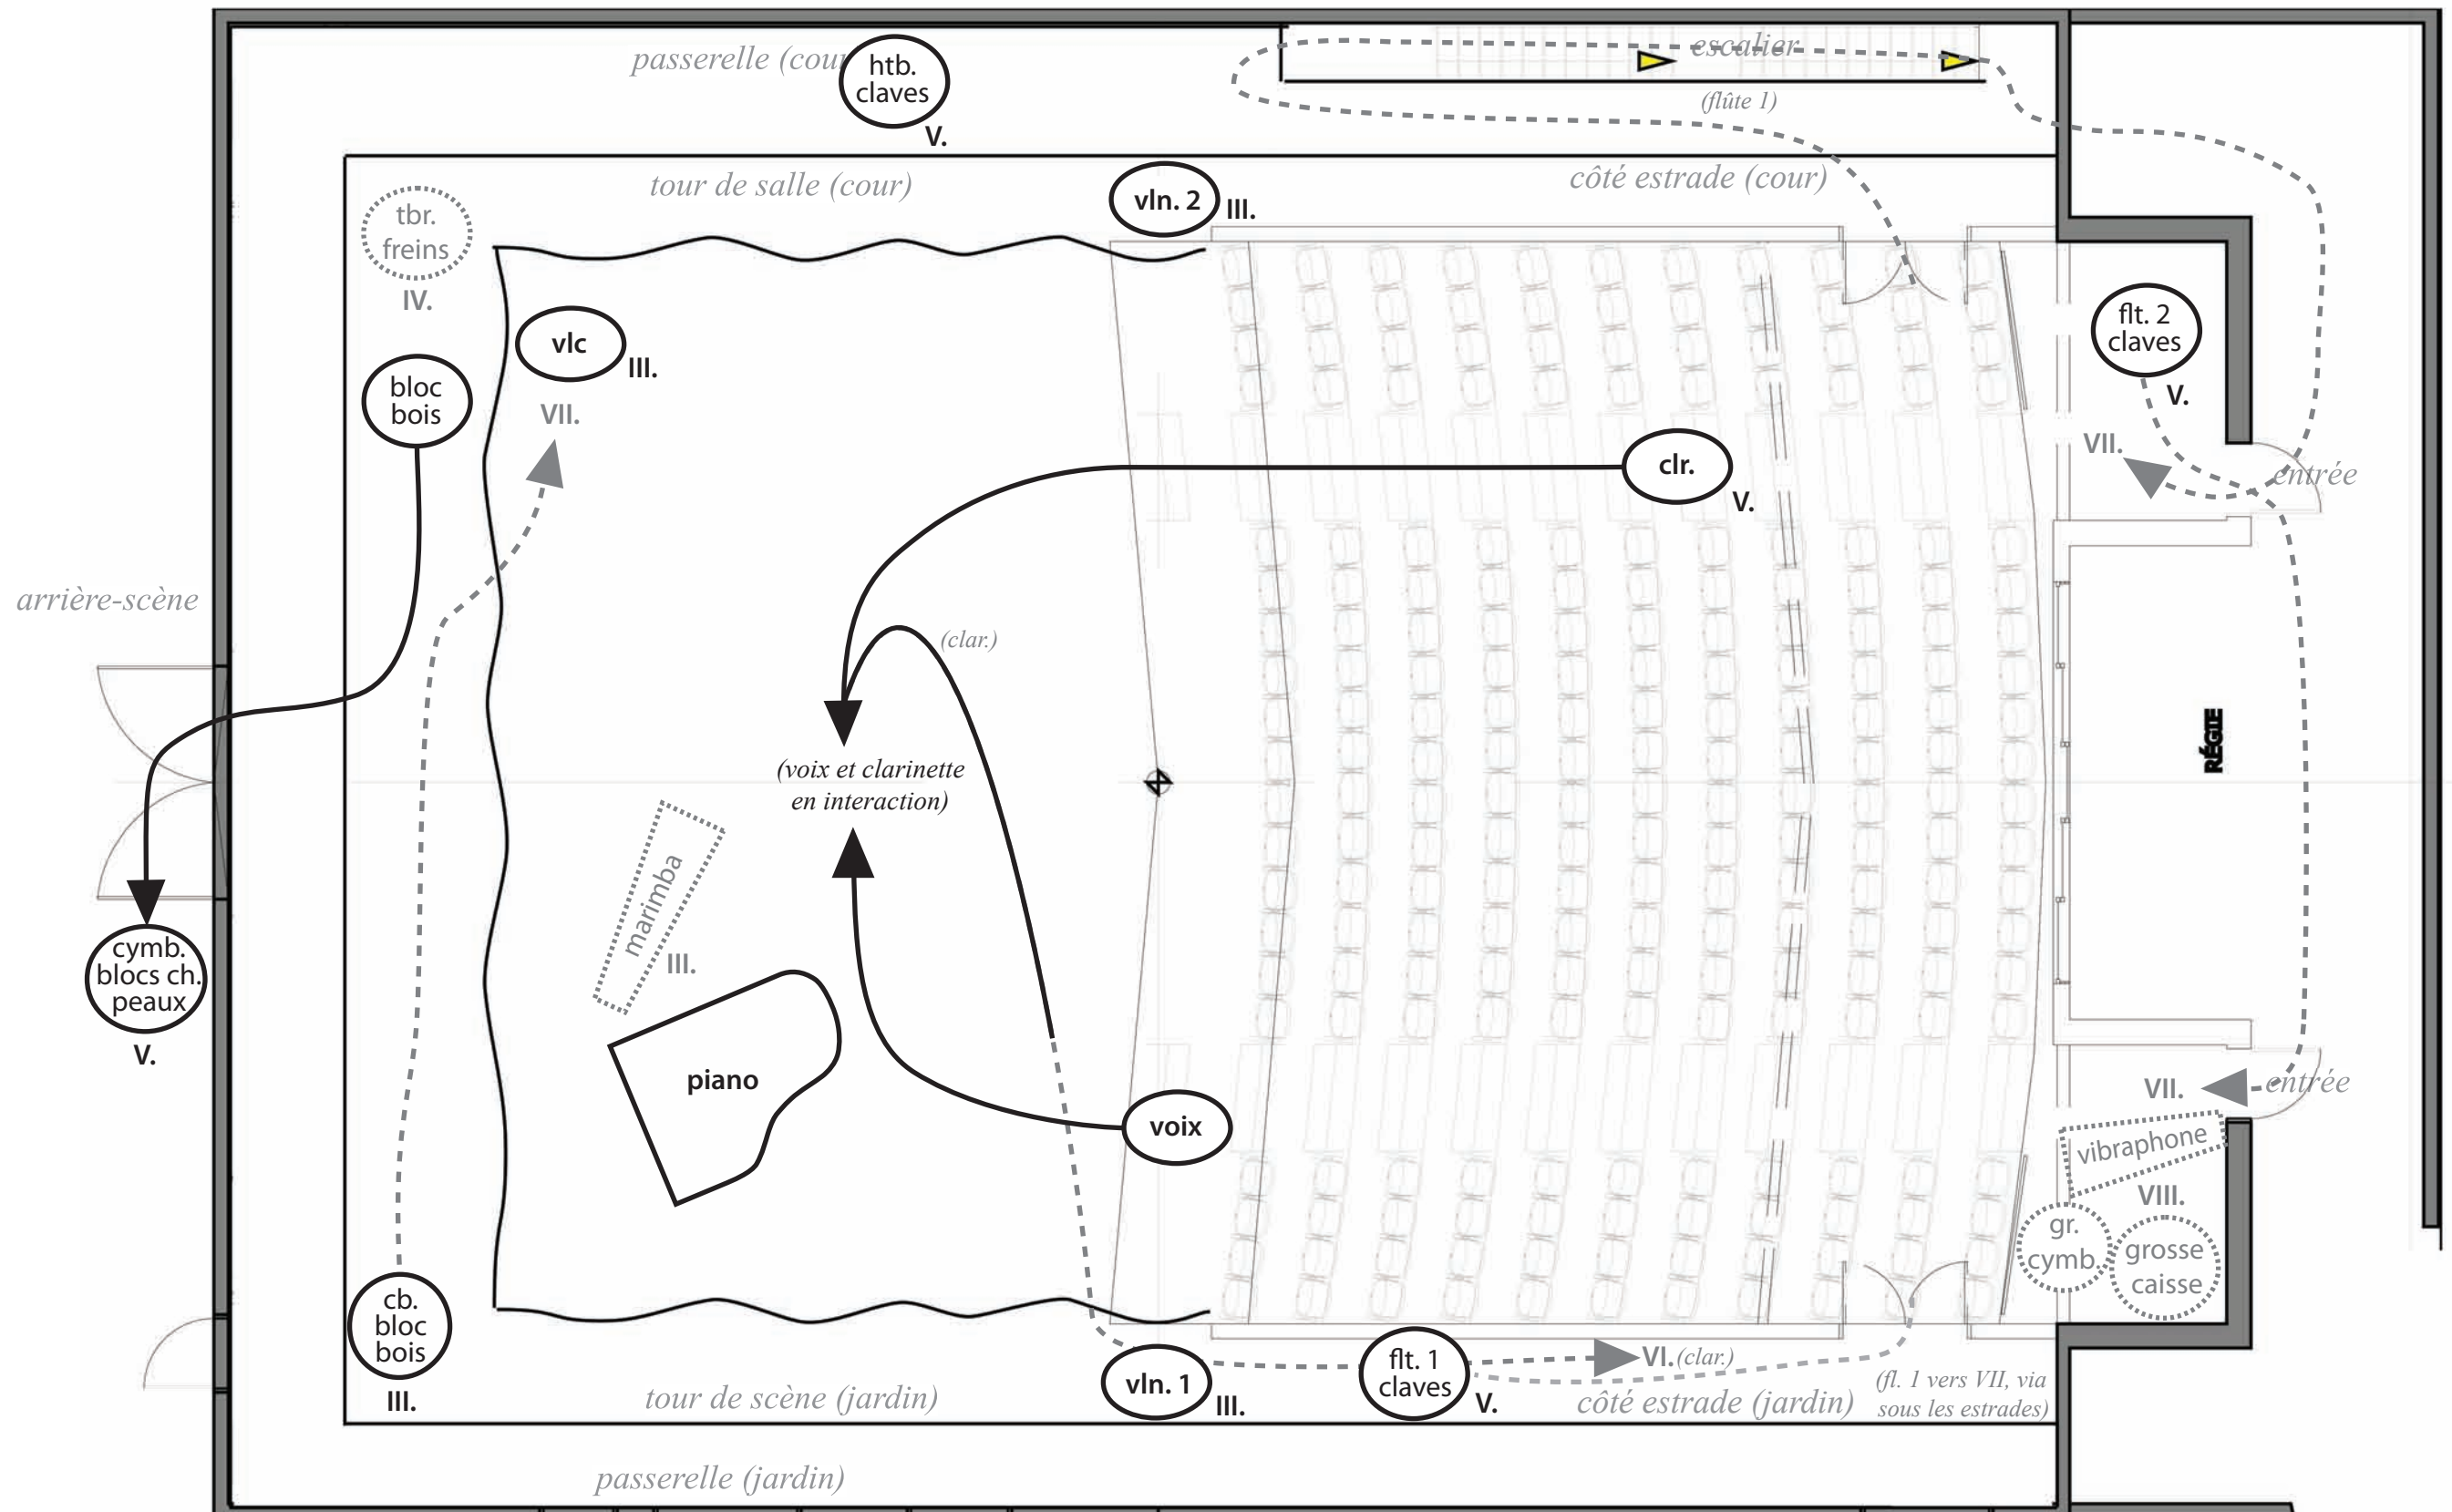 passerelle (cour
htb.
claves
V.
escalier
(flûte 1)
tour de salle (cour)
vln. 2
III.
côté estrade (cour)
tbr.
freins
IV.
vlc
III.
VII.
bloc
bois
flt. 2
claves
V.
VII.
entrée
clr.
V.
arrière-scène
(clar.)
(voix et clarinette
en interaction)
RÉGIE
marimba
III.
cymb.
blocs ch.
peaux
V.
piano
voix
VII.
entrée
vibraphone
VIII.
gr.
cymb.
grosse
caisse
cb.
bloc
bois
III.
vln. 1
III.
flt. 1
claves
V.
VI. (clar.)
tour de scène (jardin)
côté estrade (jardin)
(fl. 1 vers VII, via
sous les estrades)
passerelle (jardin)